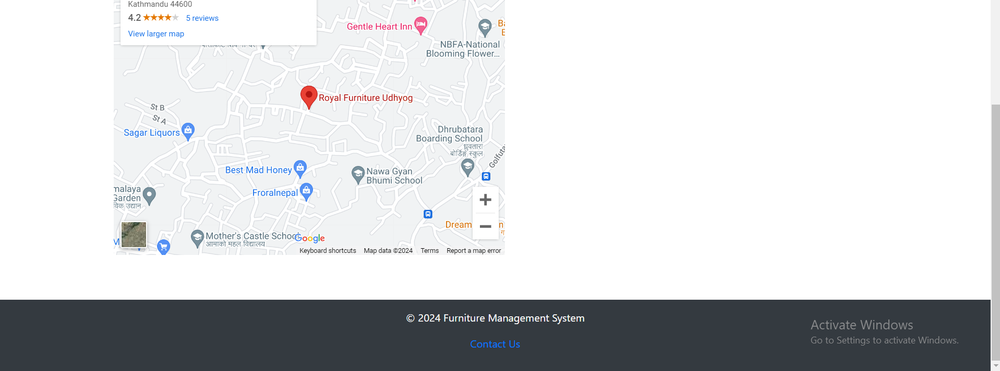 Kathmandu 44600
4.2 5 reviews
View larger map
Gentle Heart Inn
NBFA-National
Blooming Flower...
Royal Furniture Udhyog
St B
St A
Sagar Liquors
Dhrubatara
Boarding School
ध्रुवतारा
बोर्डिङ्ग स्कुल
Best Mad Honey
Nawa Gyan
Bhumi School
Froralnepal
malaya
Garden
विक उद्यान
Dream
Mother's Castle School
आमाको महल विद्यालय
Google
Keyboard shortcuts Map data ©2024 Terms Report a map error
© 2024 Furniture Management System
Contact Us
Activate Windows
Go to Settings to activate Windows.